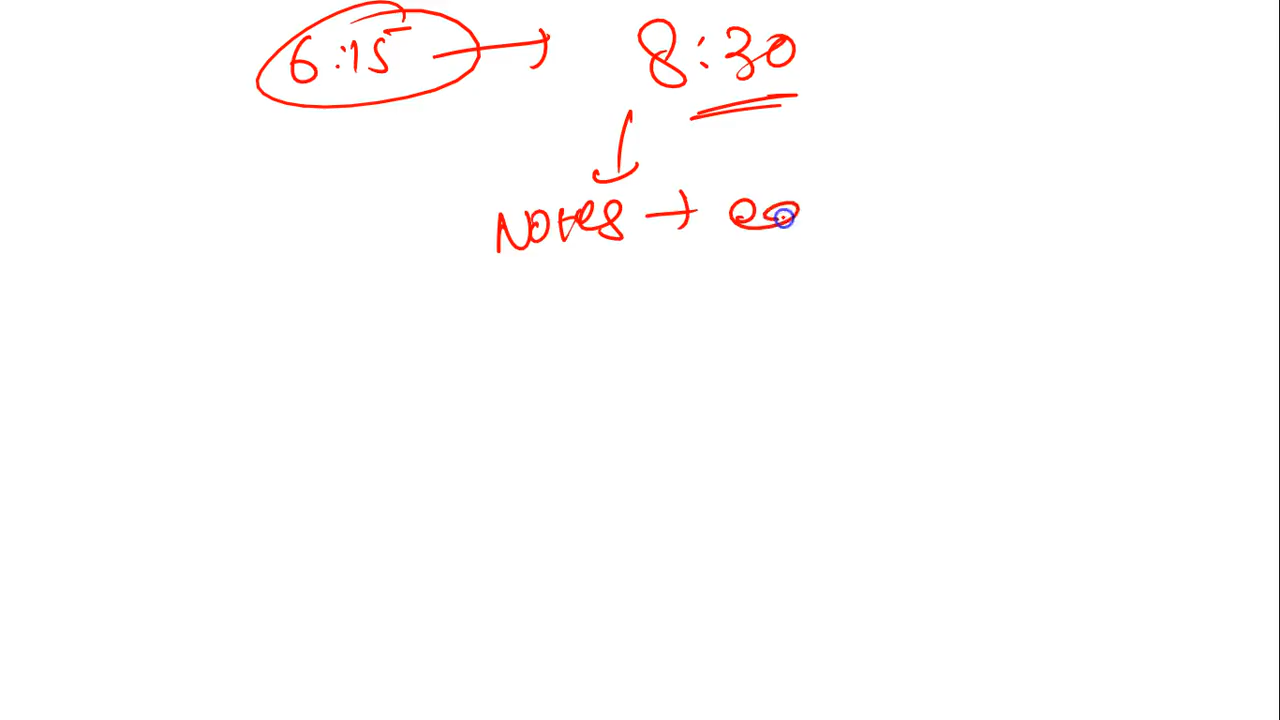 6:15 → 8:30
Notes →